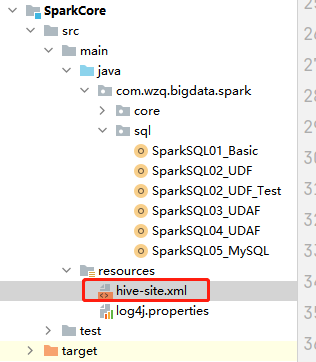 SparkCore
src
main
java
com.wzq.bigdata.spark
core
sql
SparkSQL01_Basic
SparkSQL02_UDF
SparkSQL02_UDF_Test
SparkSQL03_UDAF
SparkSQL04_UDAF
SparkSQL05_MySQL
resources
hive-site.xml
log4j.properties
test
target